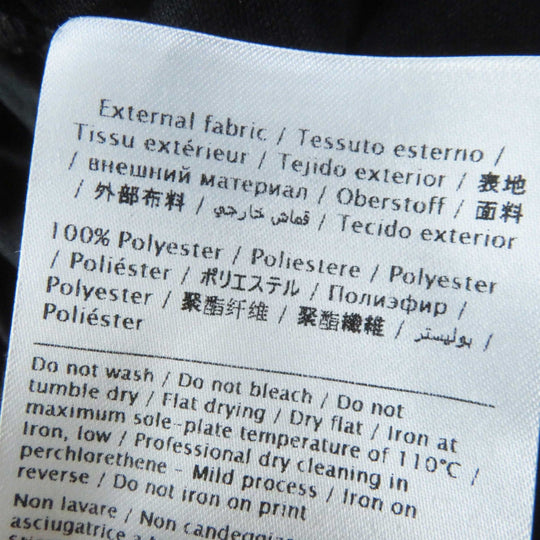 External fabric / Tessuto esterno /
Tissu extérieur / Tejido exterior / 表地
/ внешний материал / Oberstoff / 面料
/ 外部布料 / قماش خارجي / Tecido exterior
100% Polyester / Poliestere / Polyester
/ Poliéster / ポリエステル / Полиэфир /
Polyester / 聚酯纤维 / 聚酯纖維 / بوليستر /
Poliéster
Do not wash / Do not bleach / Do not
tumble dry / Flat drying / Dry flat / Iron at
maximum sole-plate temperature of 110°C /
Iron, low / Professional dry cleaning in
perchlorethene - Mild process / Iron on
reverse / Do not iron on print
Non lavare / Non candeggia
asciugatrice a